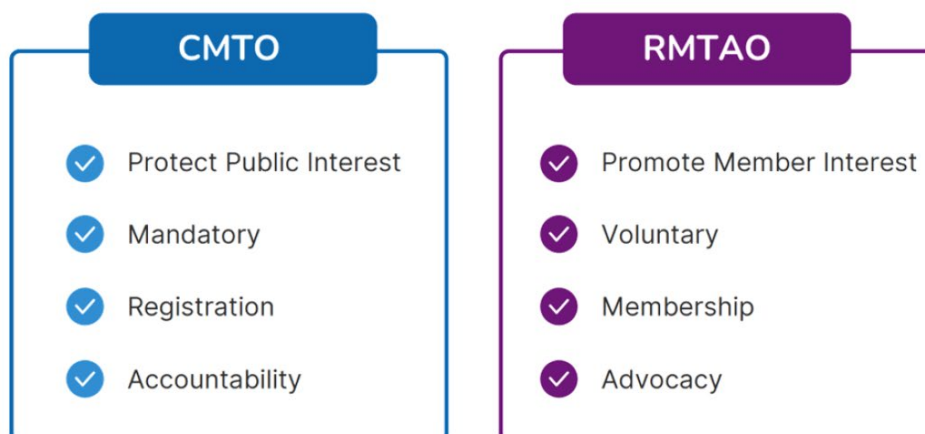 CMTO
Protect Public Interest
Mandatory
Registration
Accountability
RMTAO
Promote Member Interest
Voluntary
Membership
Advocacy